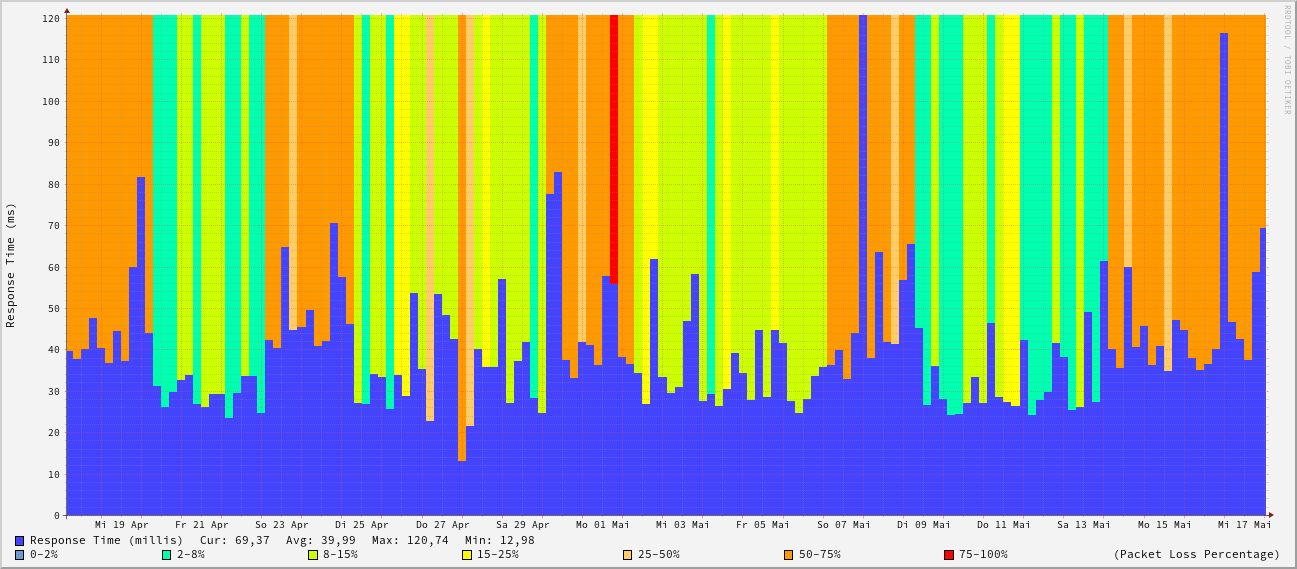 RRDTOOL / TOBI OETIKER
Response Time (ms)
120
110
100
90
80
70
60
50
40
30
20
10
0
Mi 19 Apr Fr 21 Apr So 23 Apr Di 25 Apr Do 27 Apr Sa 29 Apr Mo 01 Mai Mi 03 Mai Fr 05 Mai So 07 Mai Di 09 Mai Do 11 Mai Sa 13 Mai Mo 15 Mai Mi 17 Mai
Response Time (millis) Cur: 69,37 Avg: 39,99 Max: 120,74 Min: 12,98
0-2% 2-8% 8-15% 15-25% 25-50% 50-75% 75-100% (Packet Loss Percentage)